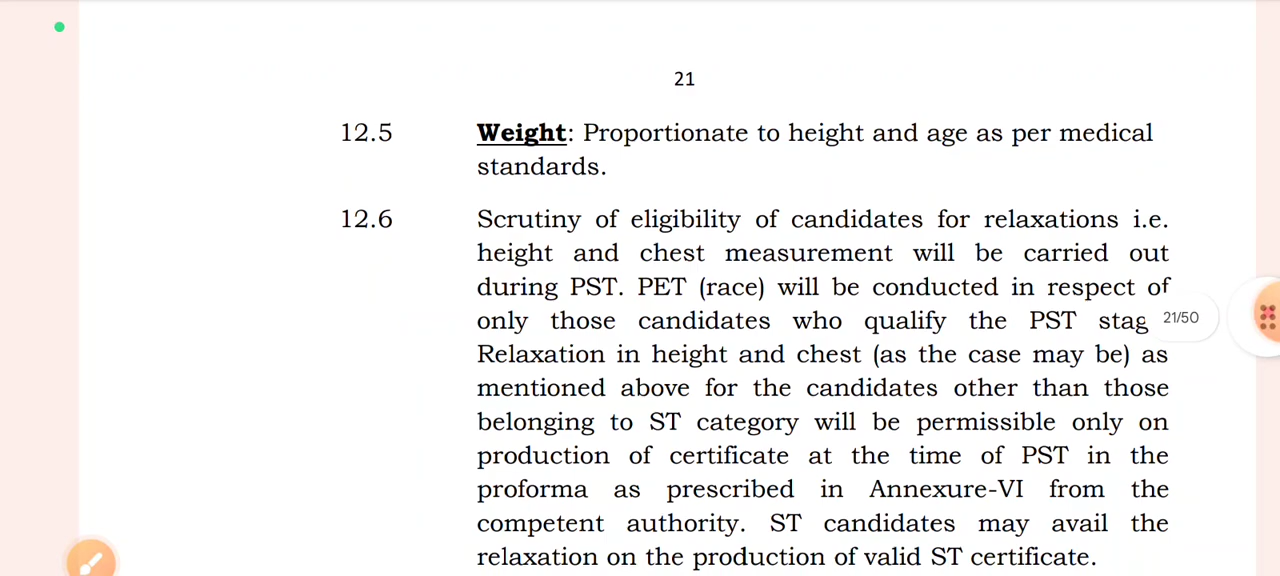 21
12.5 Weight: Proportionate to height and age as per medical
standards.
12.6 Scrutiny of eligibility of candidates for relaxations i.e.
height and chest measurement will be carried out
during PST. PET (race) will be conducted in respect of
only those candidates who qualify the PST stag 21/50
Relaxation in height and chest (as the case may be) as
mentioned above for the candidates other than those
belonging to ST category will be permissible only on
production of certificate at the time of PST in the
proforma as prescribed in Annexure-VI from the
competent authority. ST candidates may avail the
relaxation on the production of valid ST certificate.